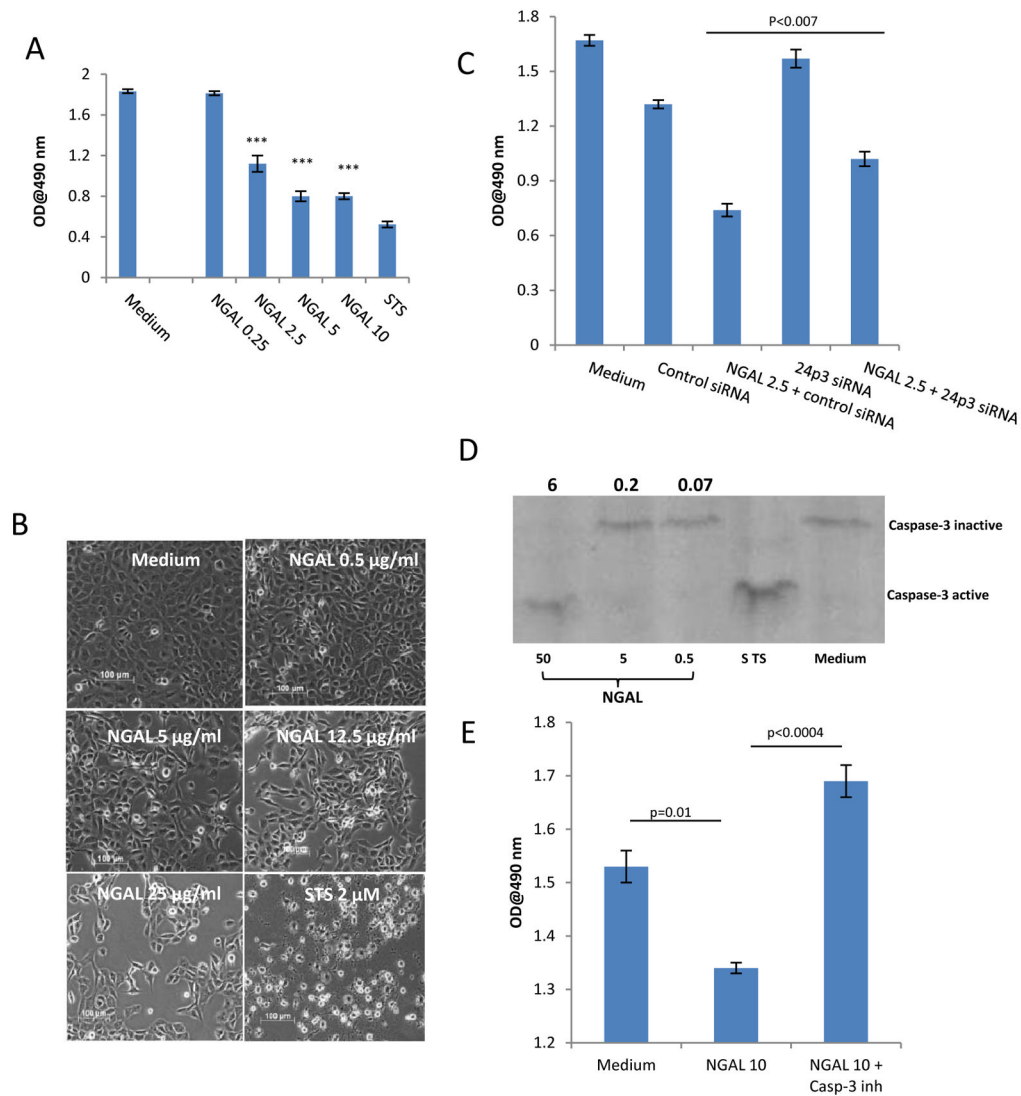 A
2
1.6
1.2
0.8
0.4
0
OD@490 nm
***
***
***
Medium
NGAL 0.25
NGAL 2.5
NGAL 5
NGAL 10
STS
C
1.8
1.5
1.2
0.9
0.6
0.3
0
OD@490 nm
P<0.007
Medium
Control siRNA
NGAL 2.5 + control siRNA
24p3 siRNA
NGAL 2.5 + 24p3 siRNA
B
Medium
100 µm
NGAL 0.5 µg/ml
100 µm
NGAL 5 µg/ml
100 µm
NGAL 12.5 µg/ml
100 µm
NGAL 25 µg/ml
100 µm
STS 2 µM
100 µm
D
6 0.2 0.07
Caspase-3 inactive
Caspase-3 active
50 5 0.5 S TS Medium
NGAL
E
1.8
1.7
1.6
1.5
1.4
1.3
1.2
OD@490 nm
p=0.01
p<0.0004
Medium
NGAL 10
NGAL 10 +
Casp-3 inh